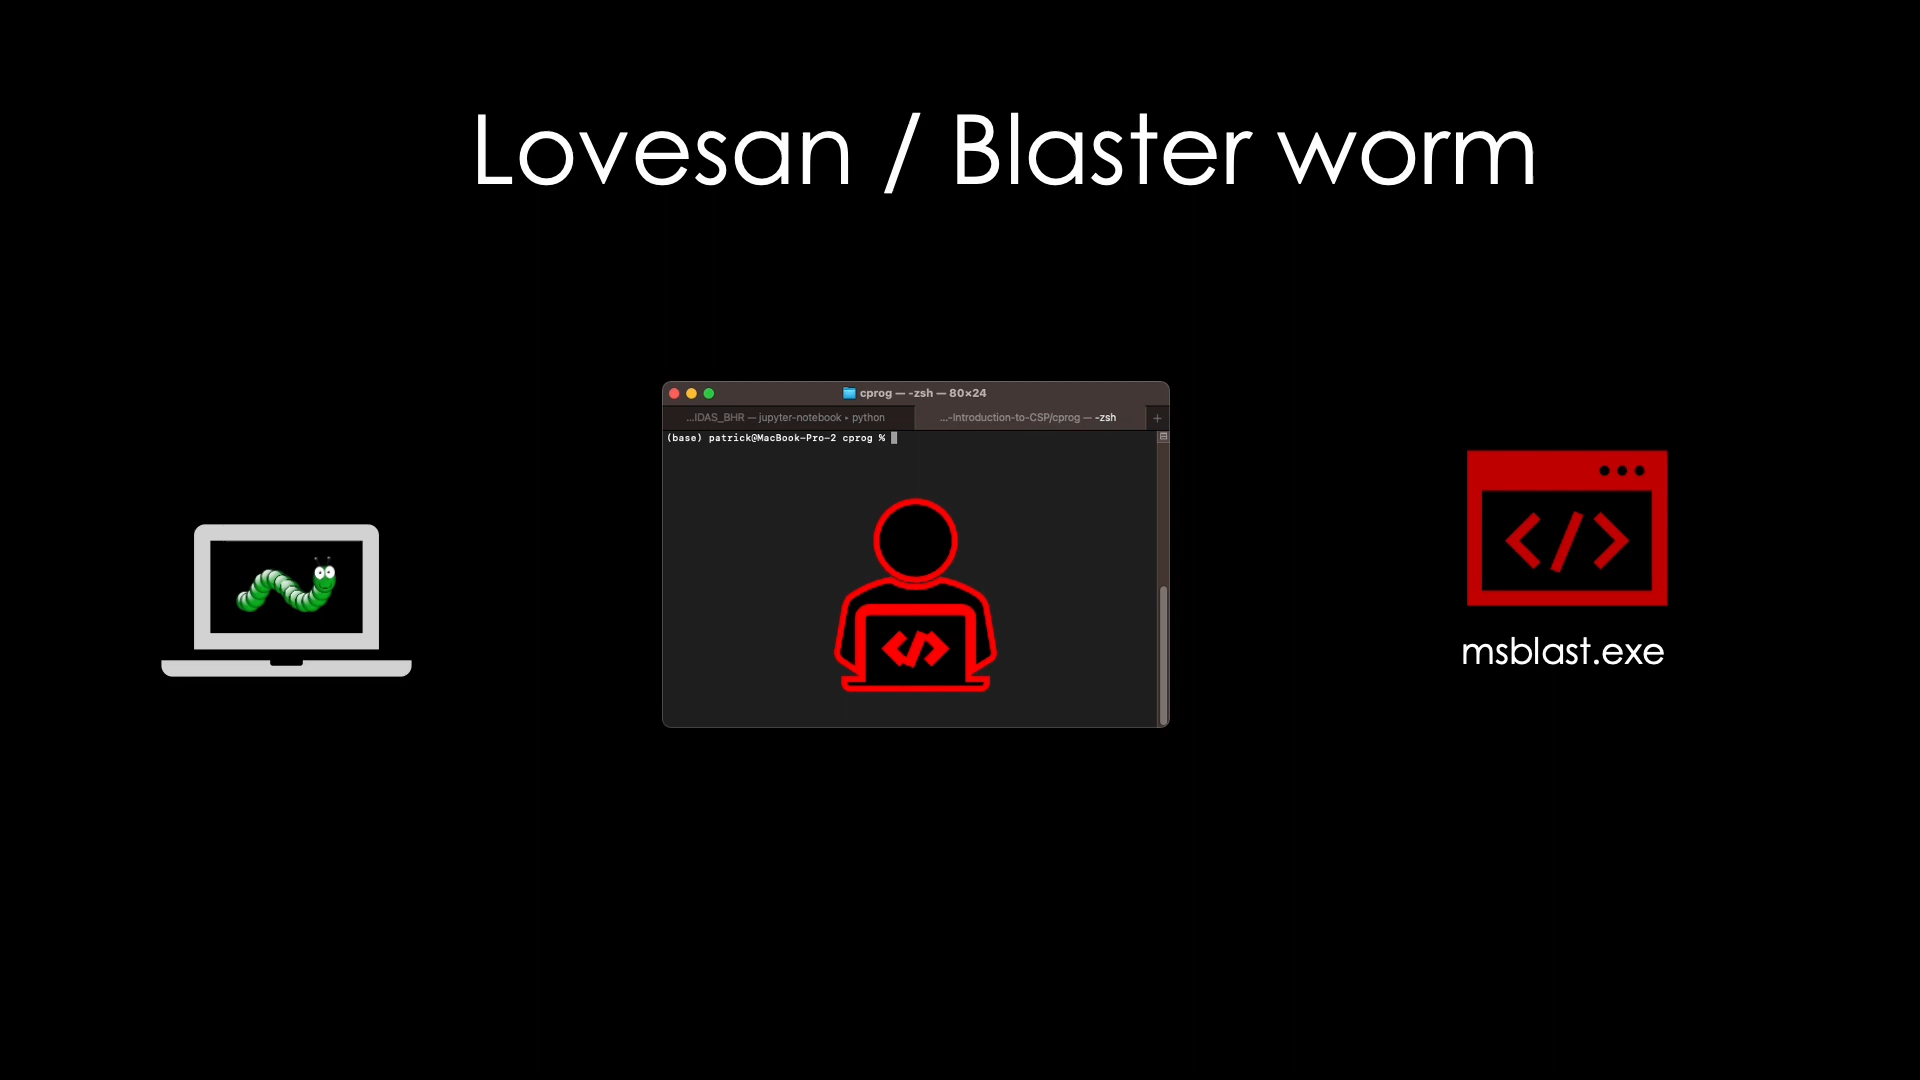 Lovesan / Blaster worm
cprog — -zsh — 80×24
...IDAS_BHR — jupyter-notebook ▸ python
...-Introduction-to-CSP/cprog — -zsh
+
(base) patrick@MacBook-Pro-2 cprog %
</>
</>
msblast.exe